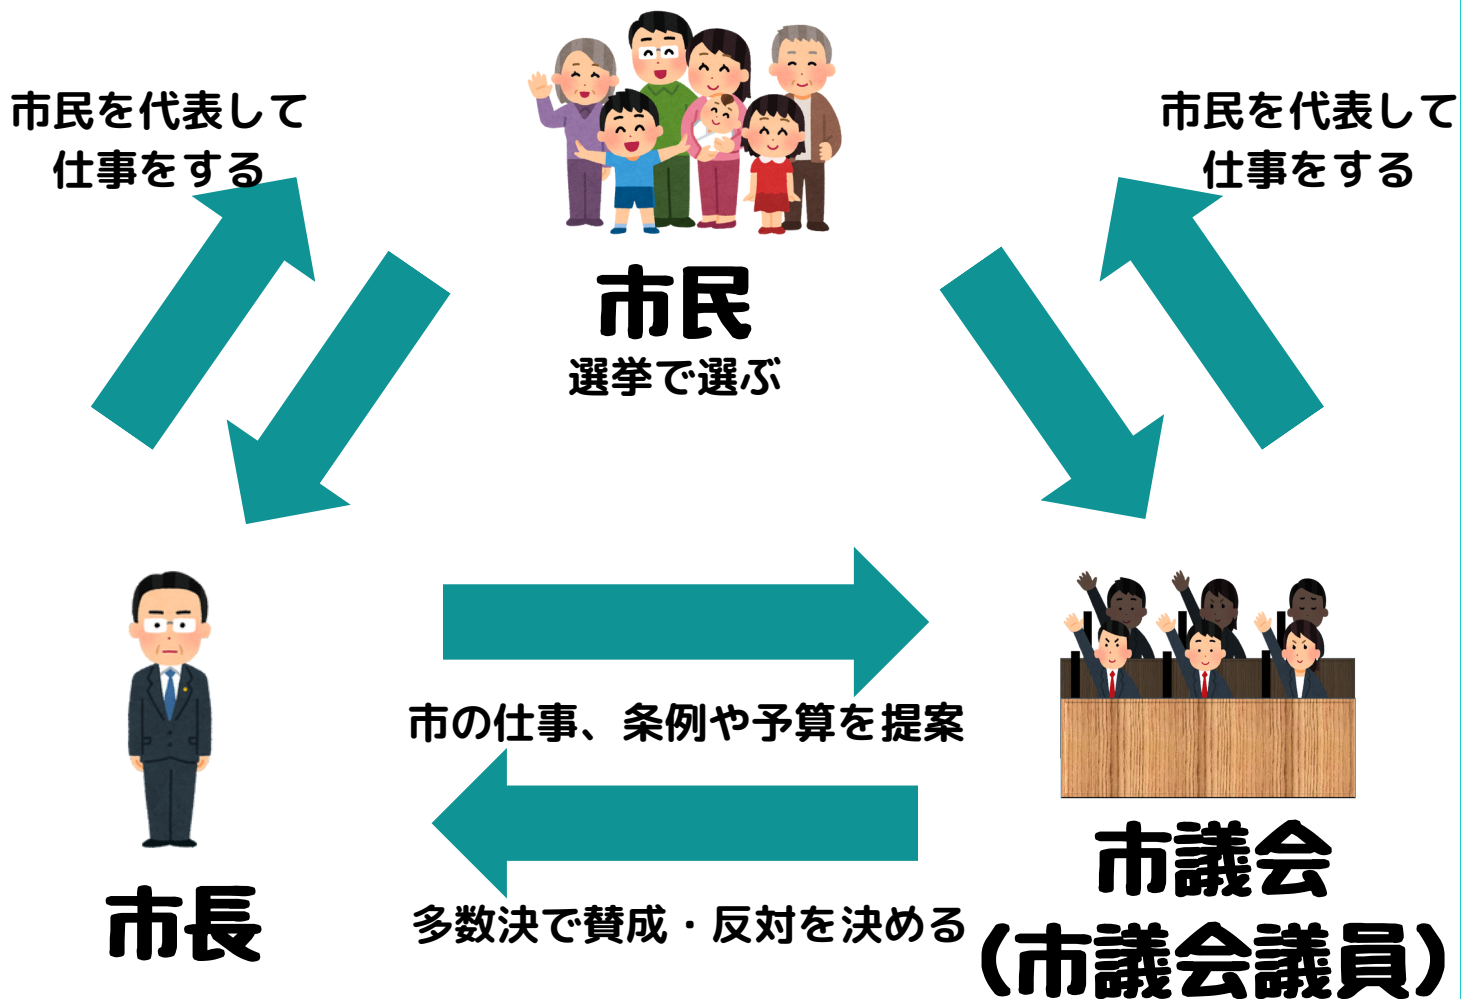 市民を代表して
仕事をする
市民を代表して
仕事をする
市民
選挙で選ぶ
市の仕事、条例や予算を提案
多数決で賛成・反対を決める
市長
市議会
（市議会議員）